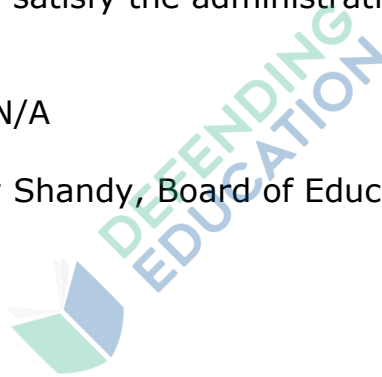 satisfy the administrati
N/A
Shandy, Board of Educ
DEFENDING
EDUCATION